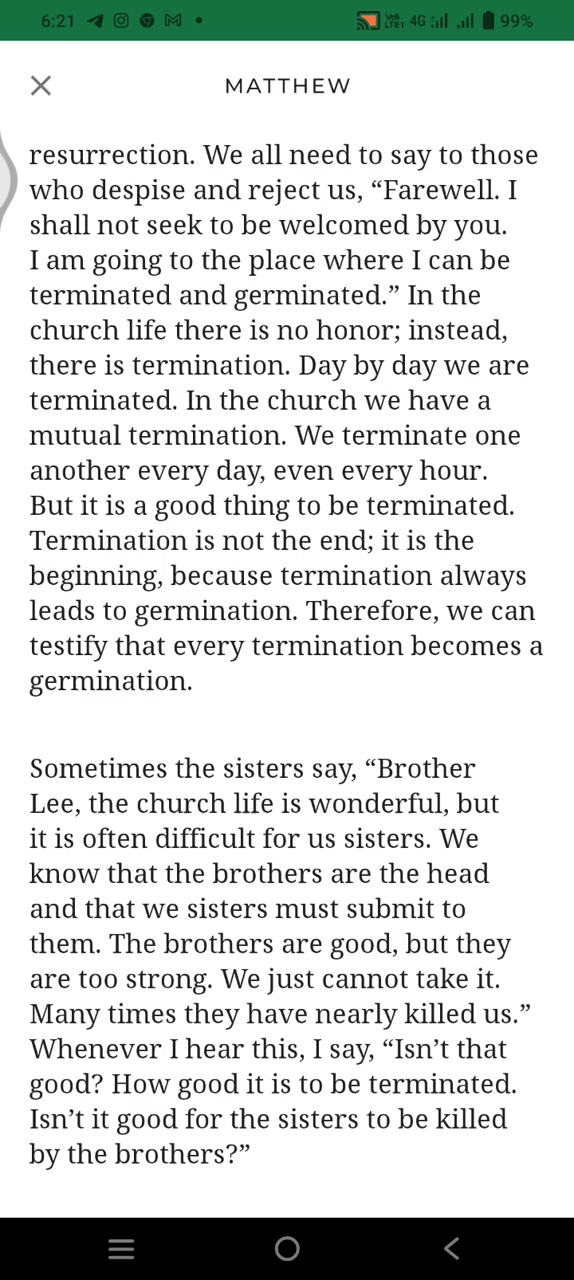 6:21
VoLTE1 4G 99%
MATTHEW
resurrection. We all need to say to those
who despise and reject us, “Farewell. I
shall not seek to be welcomed by you.
I am going to the place where I can be
terminated and germinated.” In the
church life there is no honor; instead,
there is termination. Day by day we are
terminated. In the church we have a
mutual termination. We terminate one
another every day, even every hour.
But it is a good thing to be terminated.
Termination is not the end; it is the
beginning, because termination always
leads to germination. Therefore, we can
testify that every termination becomes a
germination.
Sometimes the sisters say, “Brother
Lee, the church life is wonderful, but
it is often difficult for us sisters. We
know that the brothers are the head
and that we sisters must submit to
them. The brothers are good, but they
are too strong. We just cannot take it.
Many times they have nearly killed us.”
Whenever I hear this, I say, “Isn’t that
good? How good it is to be terminated.
Isn’t it good for the sisters to be killed
by the brothers?”